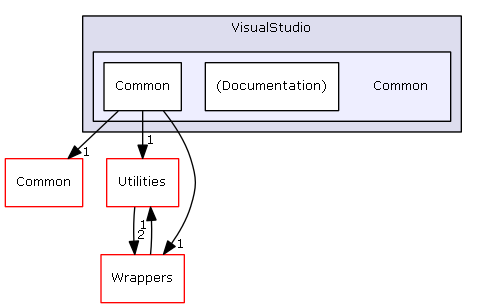 VisualStudio
Common
(Documentation)
Common
1
1
Common
Utilities
1
2
1
Wrappers